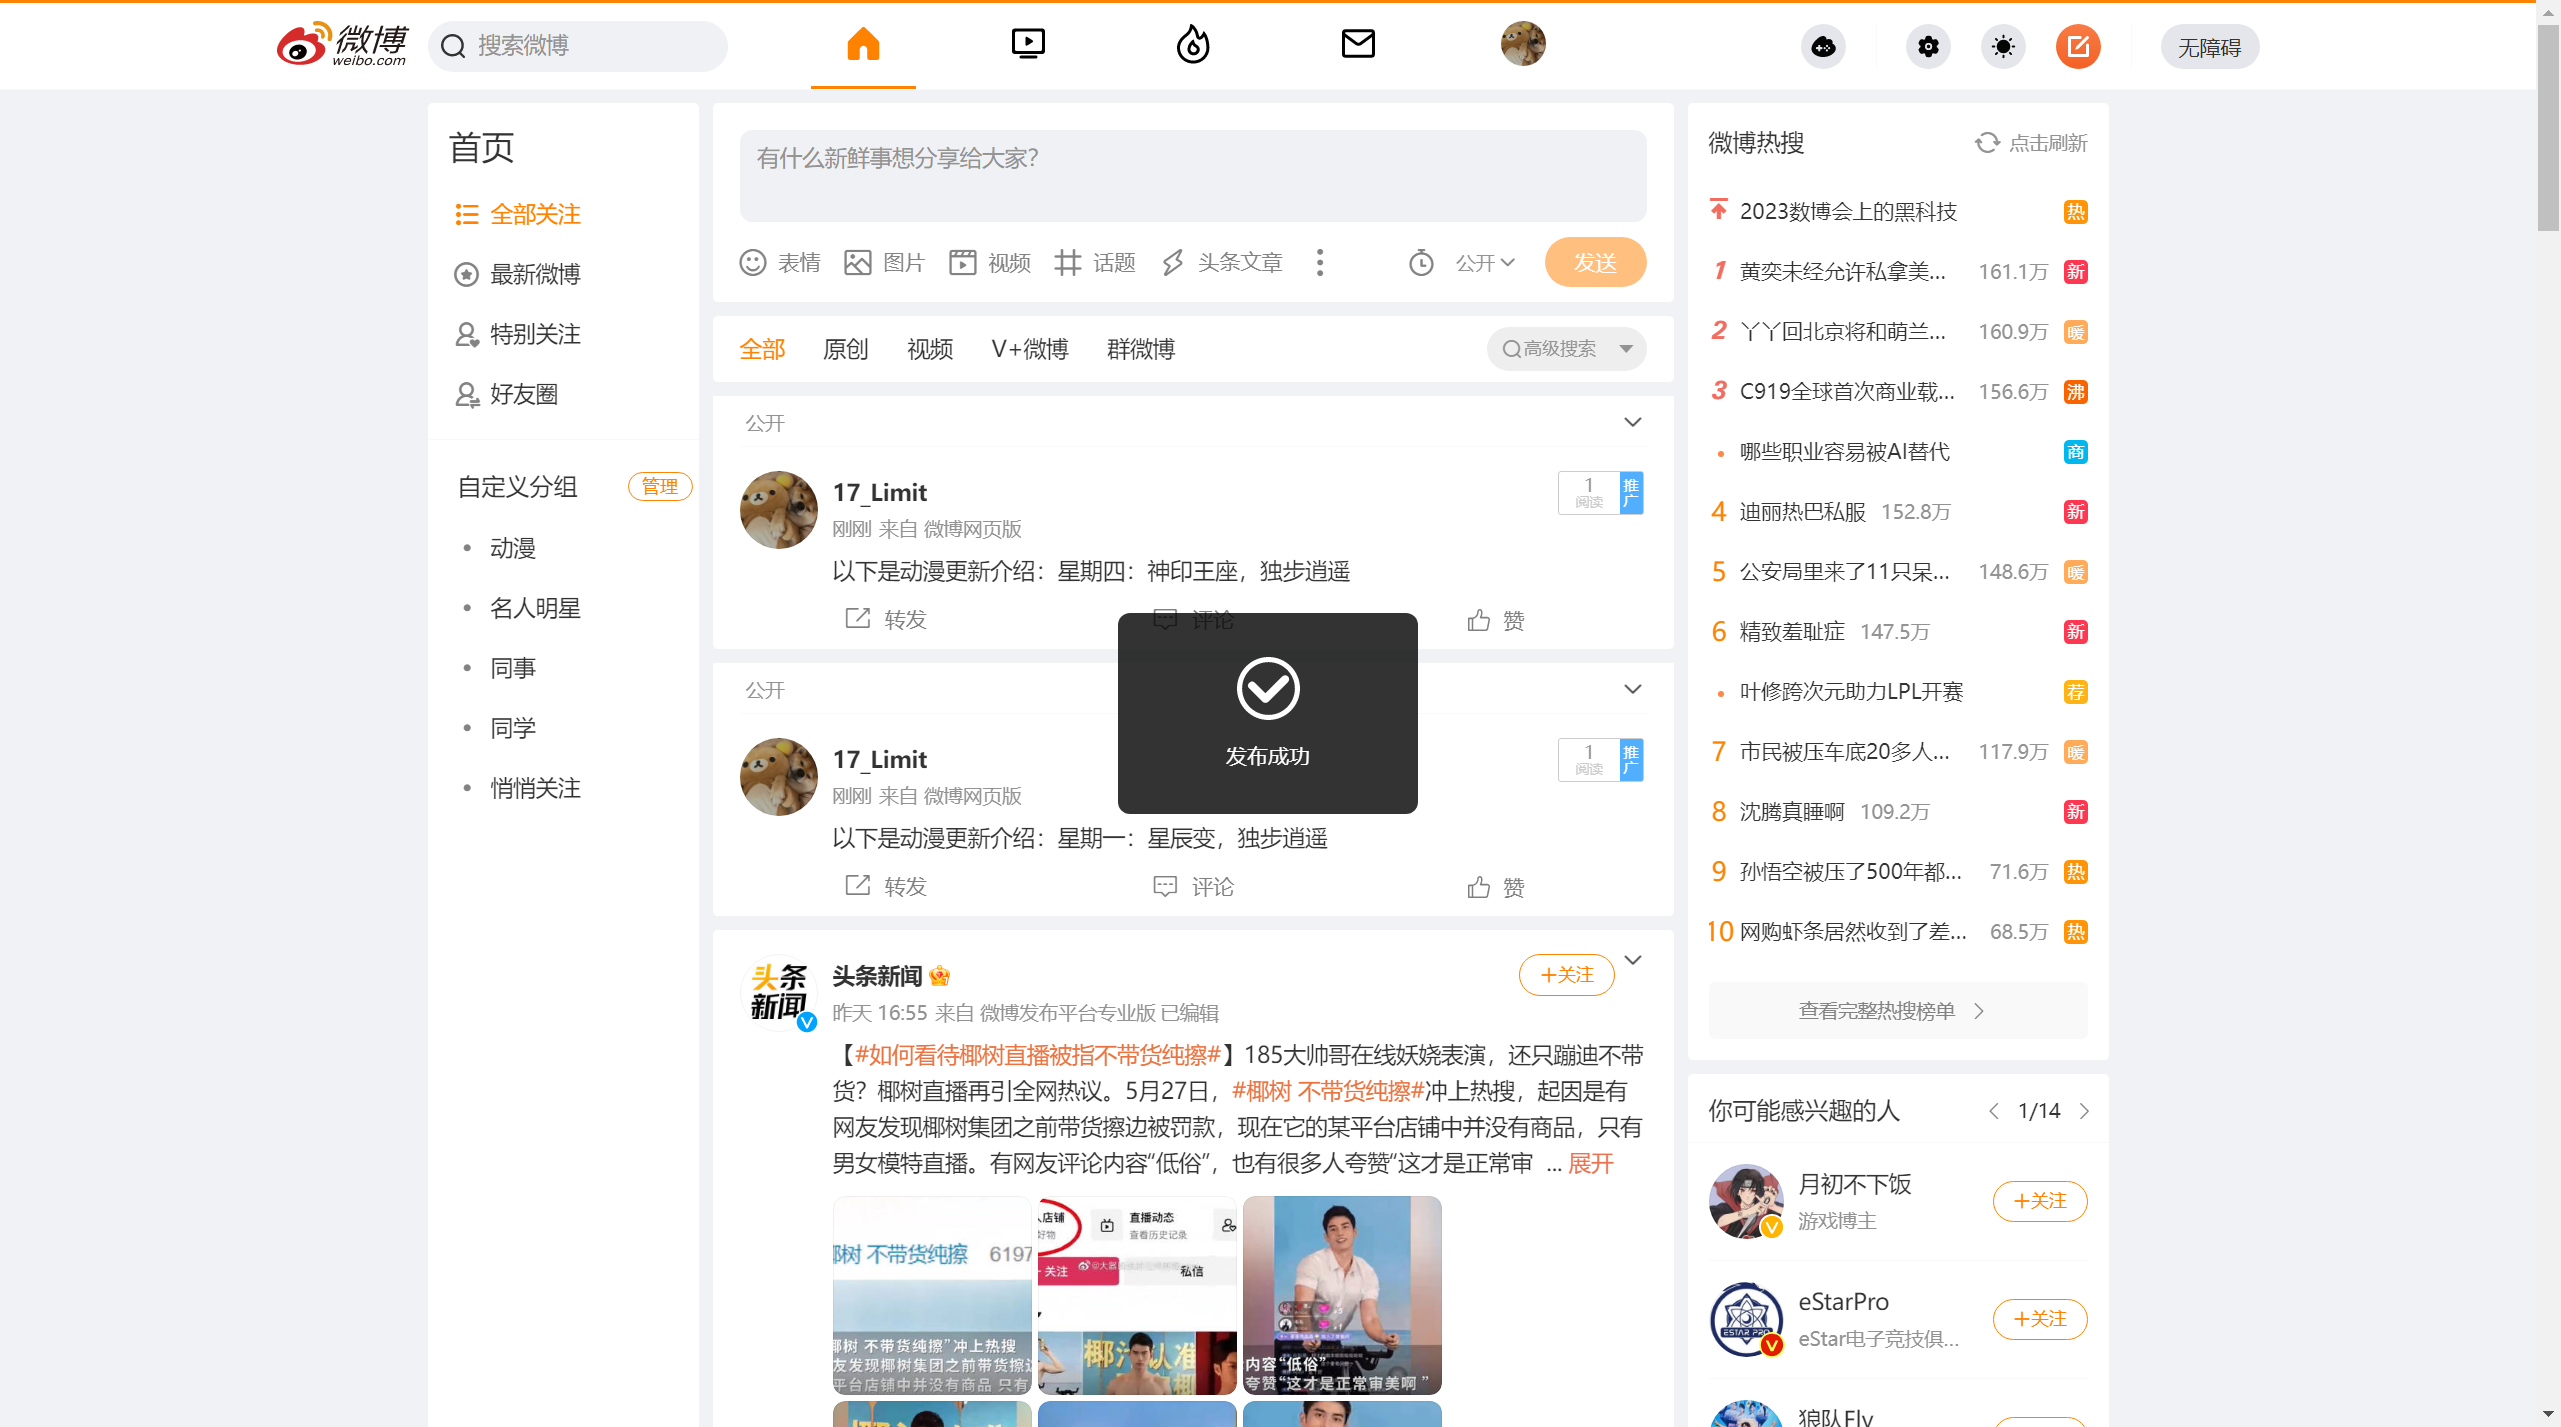 微博
weibo.com
搜索微博
无障碍
首页
全部关注
最新微博
特别关注
好友圈
自定义分组
管理
动漫
名人明星
同事
同学
悄悄关注
有什么新鲜事想分享给大家?
表情
图片
视频
话题
头条文章
公开
发送
全部
原创
视频
V+微博
群微博
高级搜索
公开
17_Limit
刚刚 来自 微博网页版
1
阅读
推广
以下是动漫更新介绍：星期四：神印王座，独步逍遥
转发
评论
赞
发布成功
公开
17_Limit
刚刚 来自 微博网页版
1
阅读
推广
以下是动漫更新介绍：星期一：星辰变，独步逍遥
转发
评论
赞
头条
新闻
头条新闻
+关注
昨天 16:55 来自 微博发布平台专业版 已编辑
【#如何看待椰树直播被指不带货纯擦#】185大帅哥在线妖娆表演，还只蹦迪不带
货？椰树直播再引全网热议。5月27日，#椰树 不带货纯擦#冲上热搜，起因是有
网友发现椰树集团之前带货擦边被罚款，现在它的某平台店铺中并没有商品，只有
男女模特直播。有网友评论内容“低俗”，也有很多人夸赞“这才是正常审 ... 展开
椰树 不带货纯擦 6197
椰树 不带货纯擦”冲上热搜
友发现椰树集团之前带货擦边
平台店铺中并没有商品 只有
店铺
好物
直播动态
查看历史记录
关注
私信
椰汁认准
内容“低俗”
夸赞“这才是正常审美啊 ”
微博热搜
点击刷新
2023数博会上的黑科技 热
1 黄奕未经允许私拿美... 161.1万 新
2 丫丫回北京将和萌兰... 160.9万 暖
3 C919全球首次商业载... 156.6万 沸
哪些职业容易被AI替代 商
4 迪丽热巴私服 152.8万 新
5 公安局里来了11只呆... 148.6万 暖
6 精致羞耻症 147.5万 新
叶修跨次元助力LPL开赛 荐
7 市民被压车底20多人... 117.9万 暖
8 沈腾真睡啊 109.2万 新
9 孙悟空被压了500年都... 71.6万 热
10 网购虾条居然收到了差... 68.5万 热
查看完整热搜榜单
你可能感兴趣的人
1/14
月初不下饭
游戏博主
+关注
ESTAR PRO
eStarPro
eStar电子竞技俱...
+关注
狼队Fly